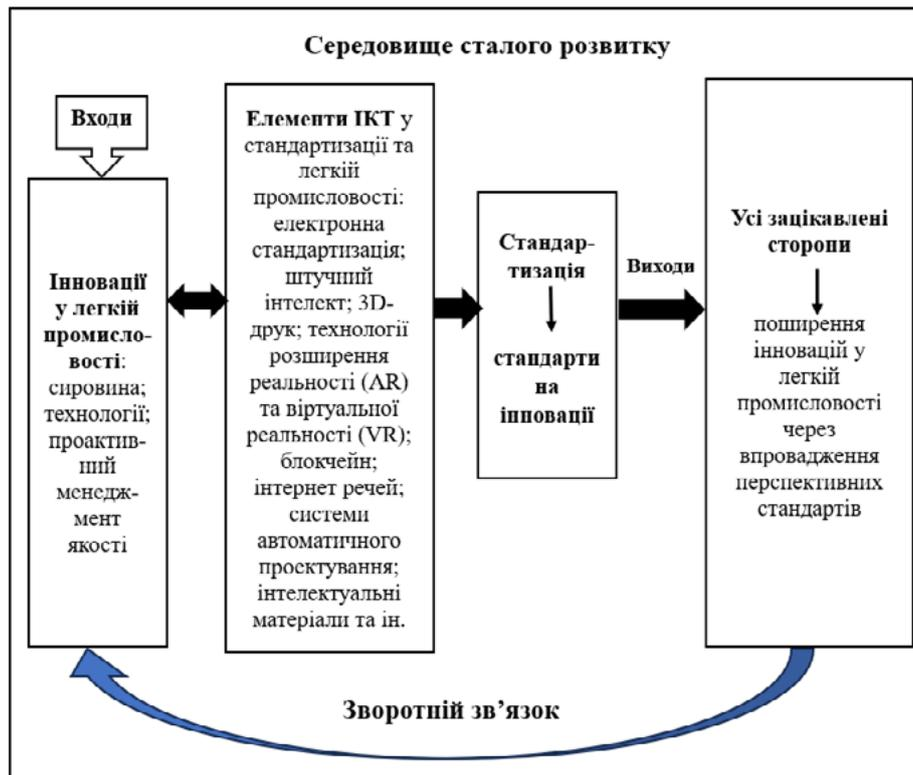 Середовище сталого розвитку
Входи
Інновації
у легкій
промисло-
вості:
сировина;
технології;
проактив-
ний
менедж-
мент
якості
Елементи ІКТ у
стандартизації та
легкій
промисловості:
електронна
стандартизація;
штучний
інтелект; 3D-
друк; технології
розширення
реальності (AR)
та віртуальної
реальності (VR);
блокчейн;
інтернет речей;
системи
автоматичного
проєктування;
інтелектуальні
матеріали та ін.
Стандар-
тизація
стандарти
на
інновації
Виходи
Усі зацікавлені
сторони
поширення
інновацій у
легкій
промисловості
через
впровадження
перспективних
стандартів
Зворотній зв’язок